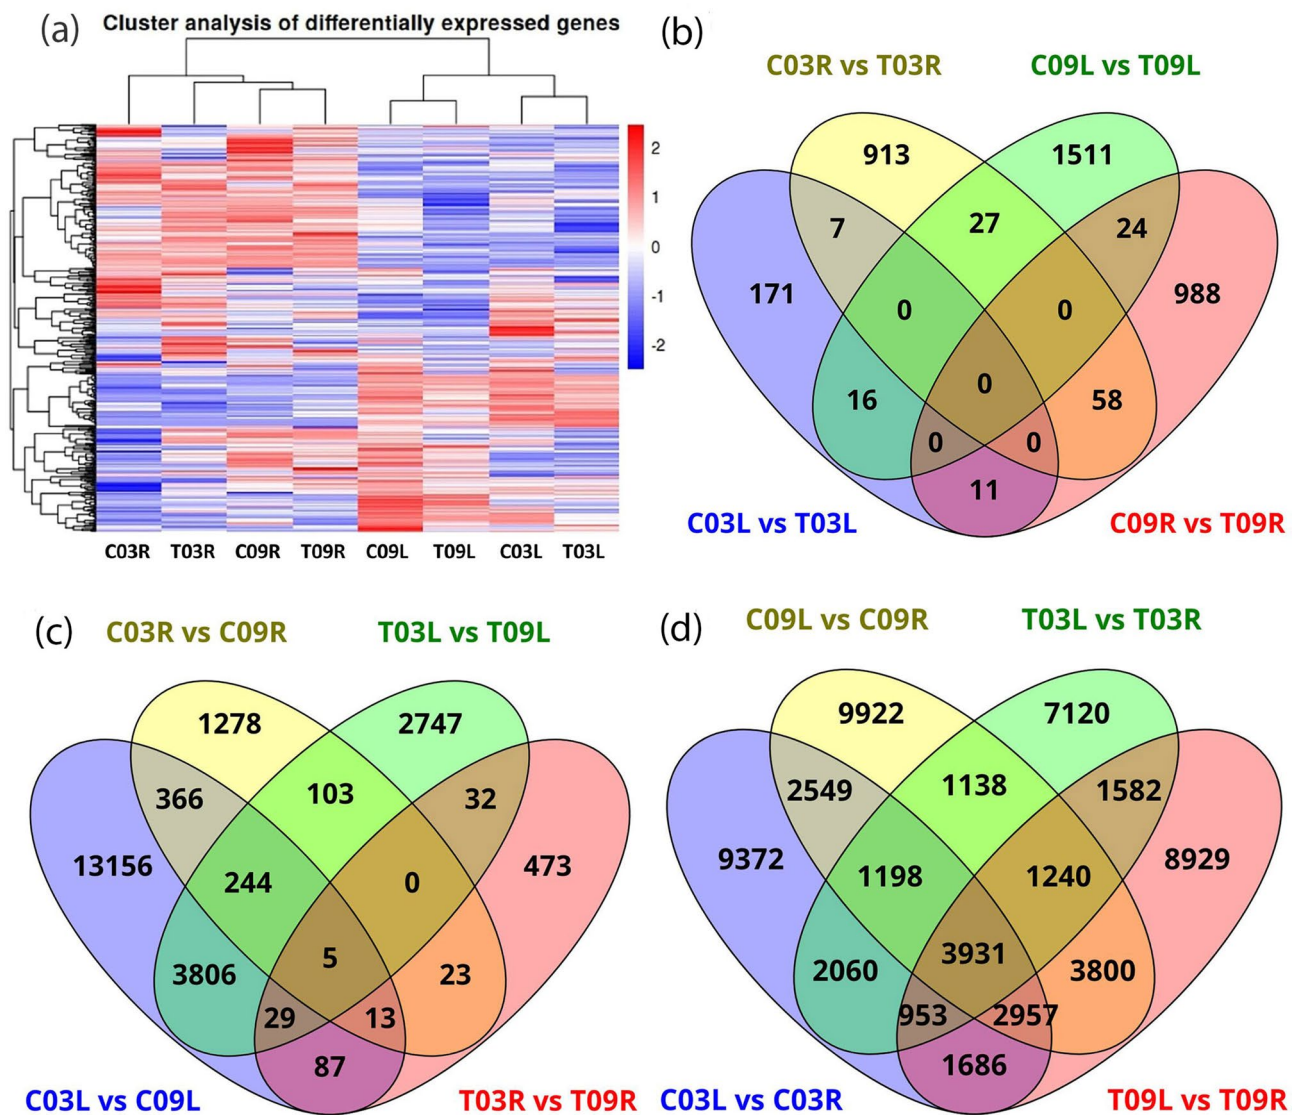 (a) Cluster analysis of differentially expressed genes
2
1
0
-1
-2
C03R T03R C09R T09R C09L T09L C03L T03L
(b)
C03R vs T03R C09L vs T09L
913 1511
7 27 24
171 988
0 0
0
16 58
0 0
11
C03L vs T03L C09R vs T09R
(c) C03R vs C09R T03L vs T09L
1278 2747
366 103 32
13156 473
244 0
5
3806 23
29 13
87
C03L vs C09L T03R vs T09R
(d) C09L vs C09R T03L vs T03R
9922 7120
2549 1138 1582
9372 8929
1198 1240
3931
2060 3800
953 2957
1686
C03L vs C03R T09L vs T09R